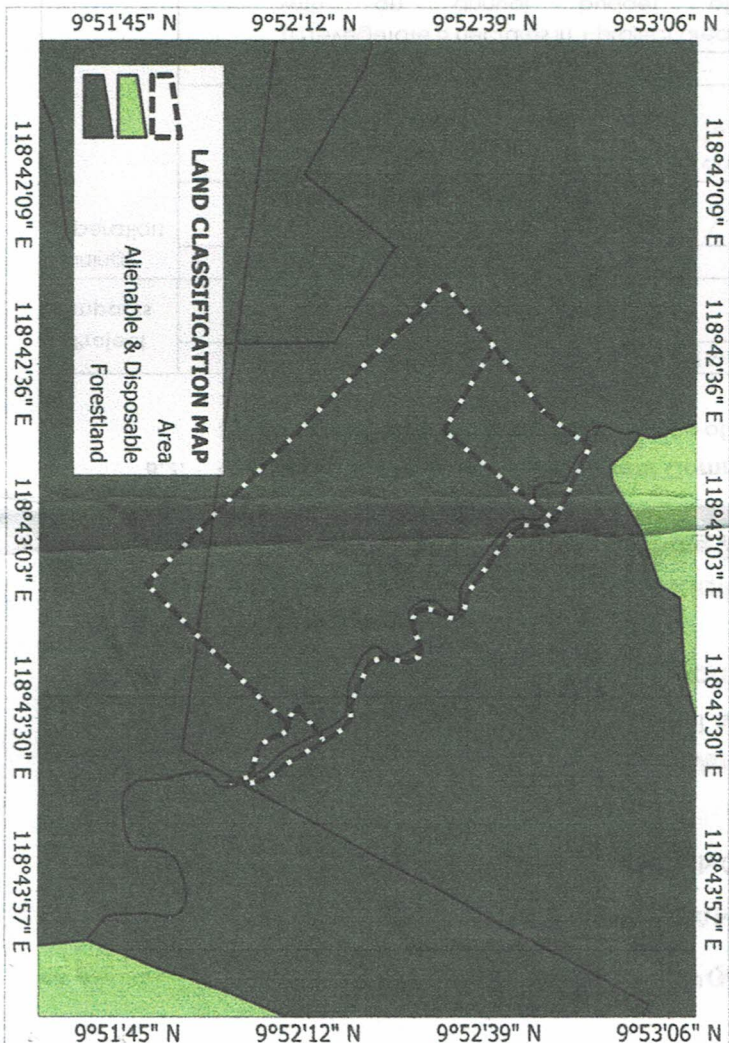 9°51'45" N
9°52'12" N
9°52'39" N
9°53'06" N
118°42'09" E
118°42'36" E
118°43'03" E
118°43'30" E
118°43'57" E
LAND CLASSIFICATION MAP
Area
Alienable & Disposable
Forestland
118°42'09" E
118°42'36" E
118°43'03" E
118°43'30" E
118°43'57" E
9°51'45" N
9°52'12" N
9°52'39" N
9°53'06" N